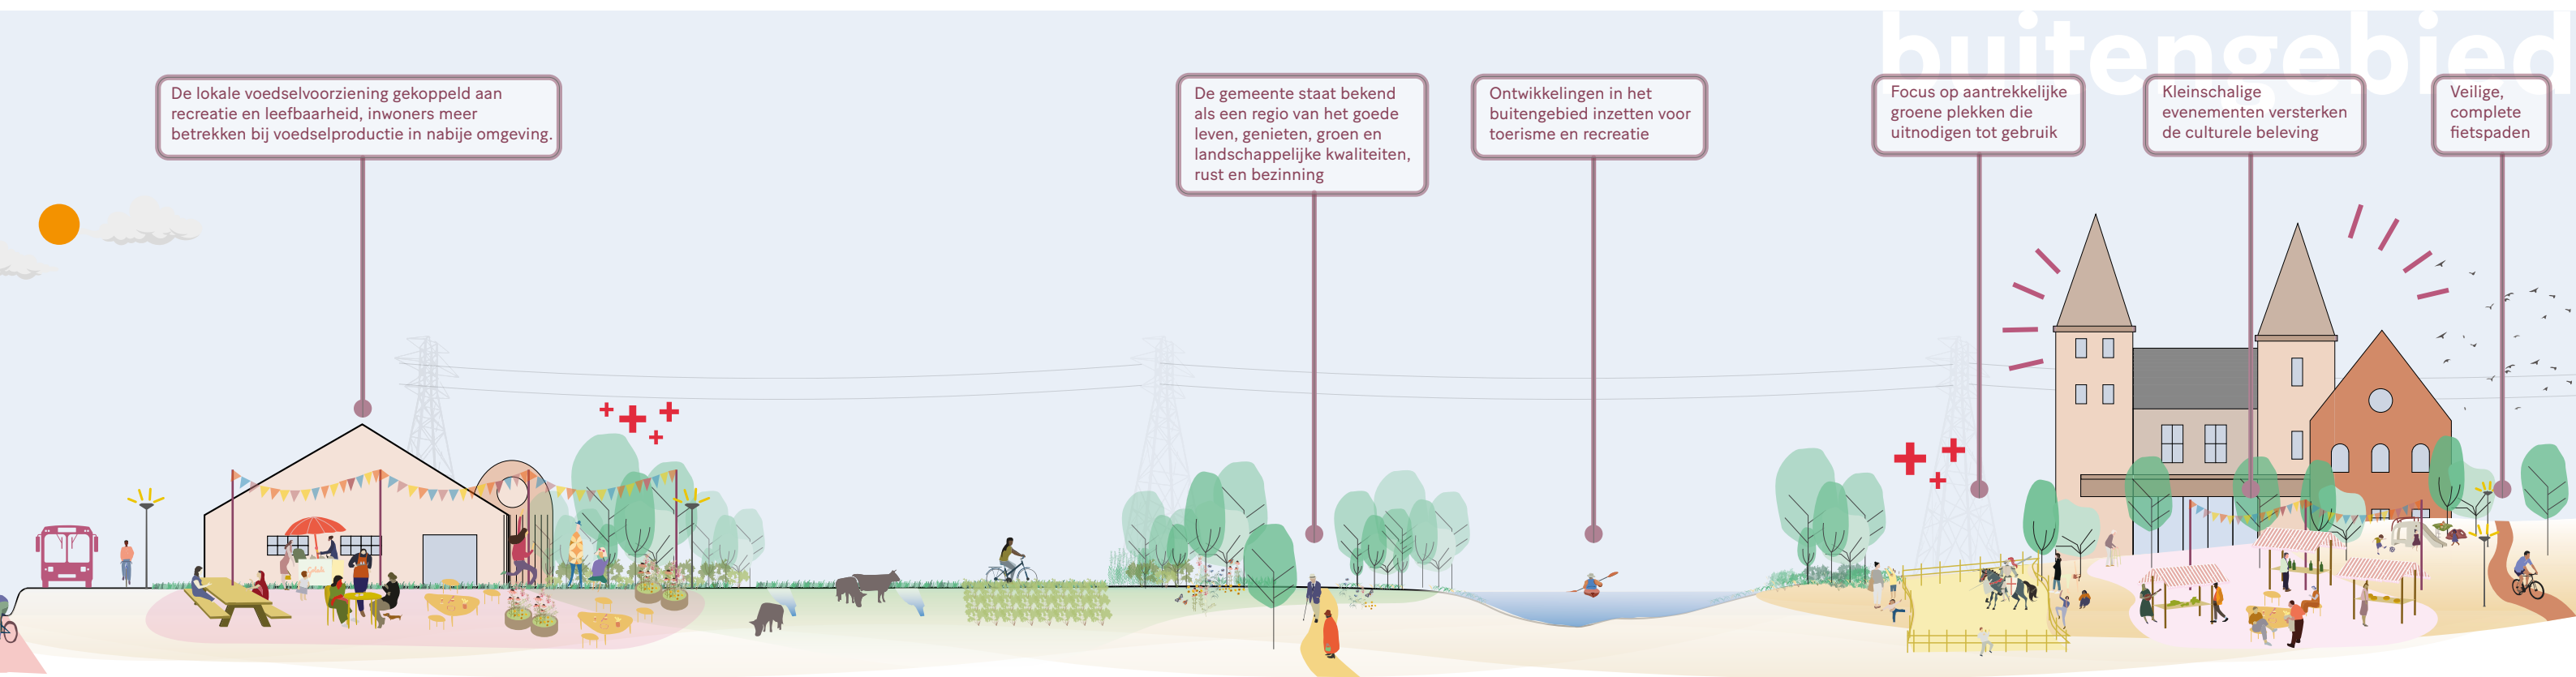 buitengebied
De lokale voedselvoorziening gekoppeld aan
recreatie en leefbaarheid, inwoners meer
betrekken bij voedselproductie in nabije omgeving.
De gemeente staat bekend
als een regio van het goede
leven, genieten, groen en
landschappelijke kwaliteiten,
rust en bezinning
Ontwikkelingen in het
buitengebied inzetten voor
toerisme en recreatie
Focus op aantrekkelijke
groene plekken die
uitnodigen tot gebruik
Kleinschalige
evenementen versterken
de culturele beleving
Veilige,
complete
fietspaden